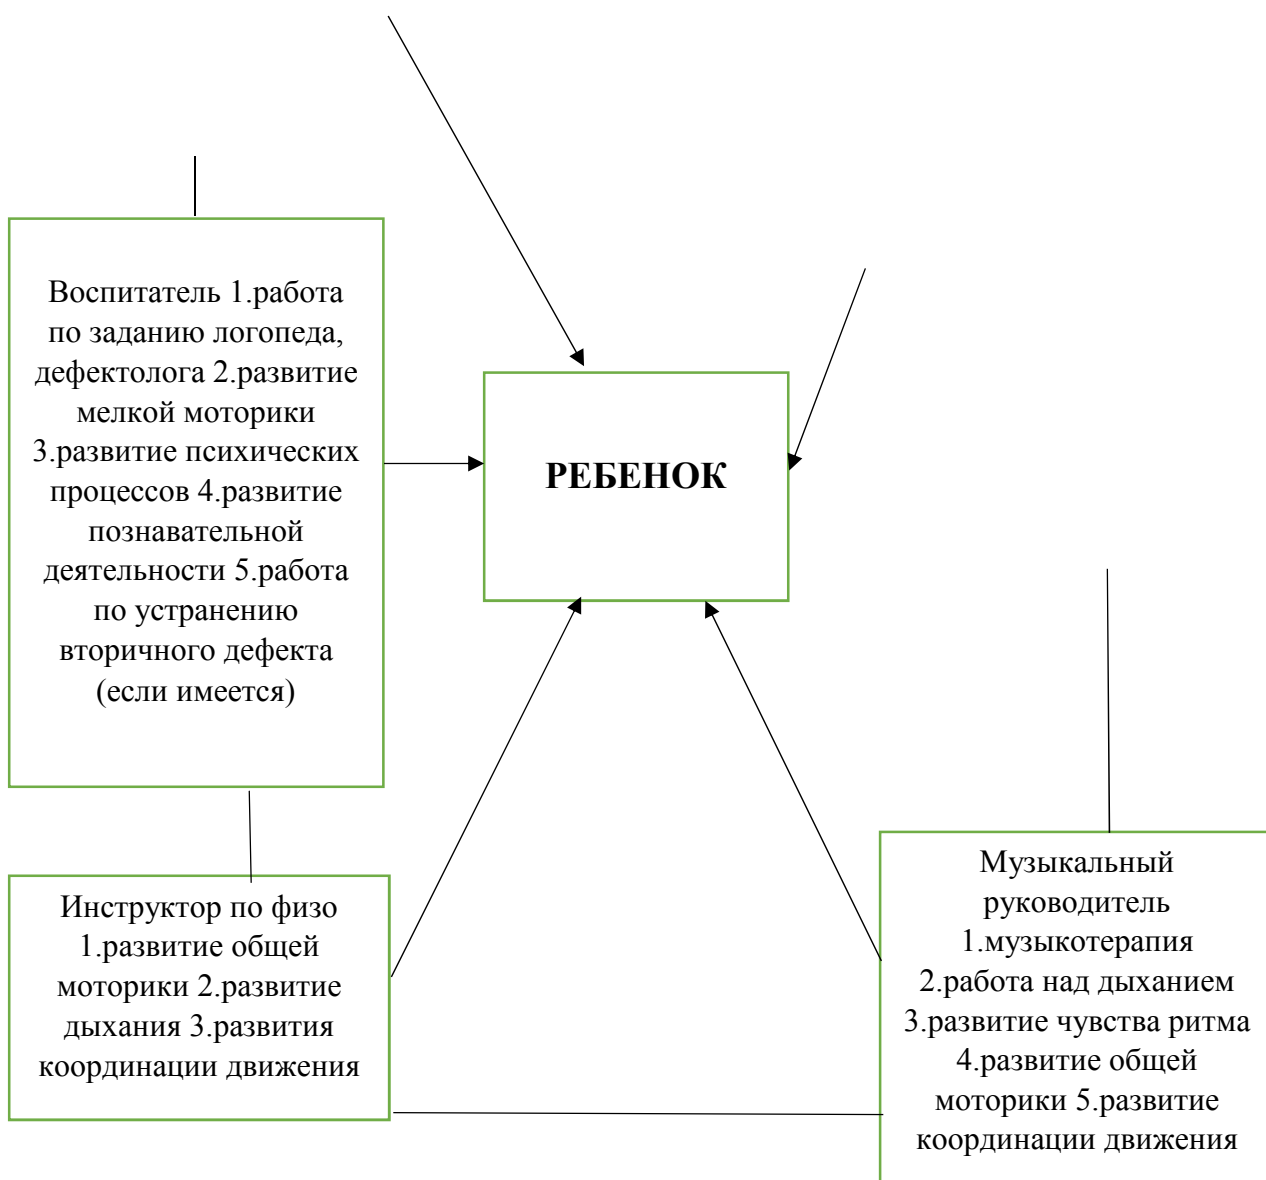 Воспитатель 1.работа
по заданию логопеда,
дефектолога 2.развитие
мелкой моторики
3.развитие психических
процессов 4.развитие
познавательной
деятельности 5.работа
по устранению
вторичного дефекта
(если имеется)
РЕБЕНОК
Инструктор по физо
1.развитие общей
моторики 2.развитие
дыхания 3.развития
координации движения
Музыкальный
руководитель
1.музыкотерапия
2.работа над дыханием
3.развитие чувства ритма
4.развитие общей
моторики 5.развитие
координации движения